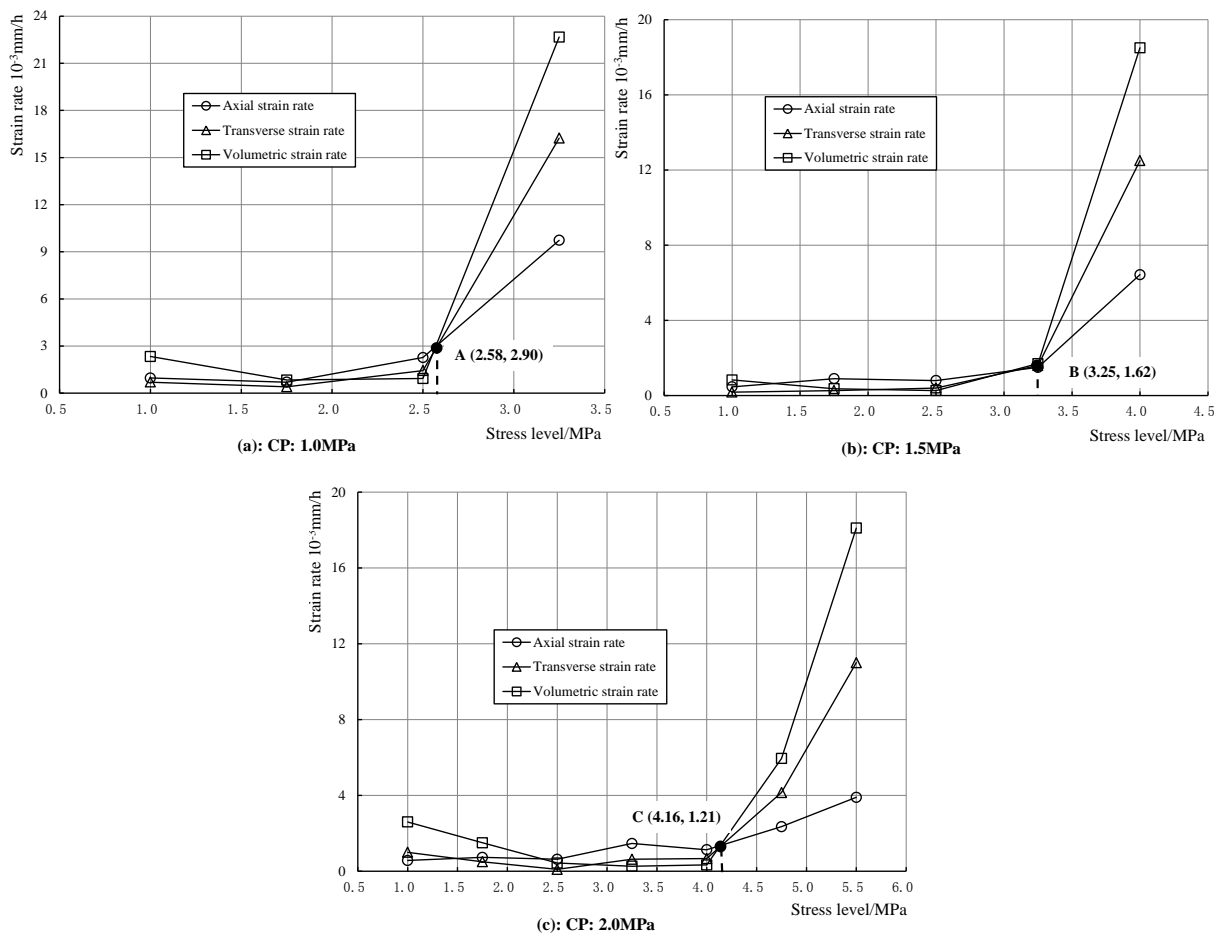 Strain rate 10⁻³mm/h
24
21
18
15
12
9
6
3
0
Axial strain rate
Transverse strain rate
Volumetric strain rate
A (2.58, 2.90)
0.5 1.0 1.5 2.0 2.5 3.0 3.5
Stress level/MPa
(a): CP: 1.0MPa
Strain rate 10⁻³mm/h
20
16
12
8
4
0
Axial strain rate
Transverse strain rate
Volumetric strain rate
B (3.25, 1.62)
0.5 1.0 1.5 2.0 2.5 3.0 3.5 4.0 4.5
Stress level/MPa
(b): CP: 1.5MPa
Strain rate 10⁻³mm/h
20
16
12
8
4
0
Axial strain rate
Transverse strain rate
Volumetric strain rate
C (4.16, 1.21)
0.5 1.0 1.5 2.0 2.5 3.0 3.5 4.0 4.5 5.0 5.5 6.0
Stress level/MPa
(c): CP: 2.0MPa